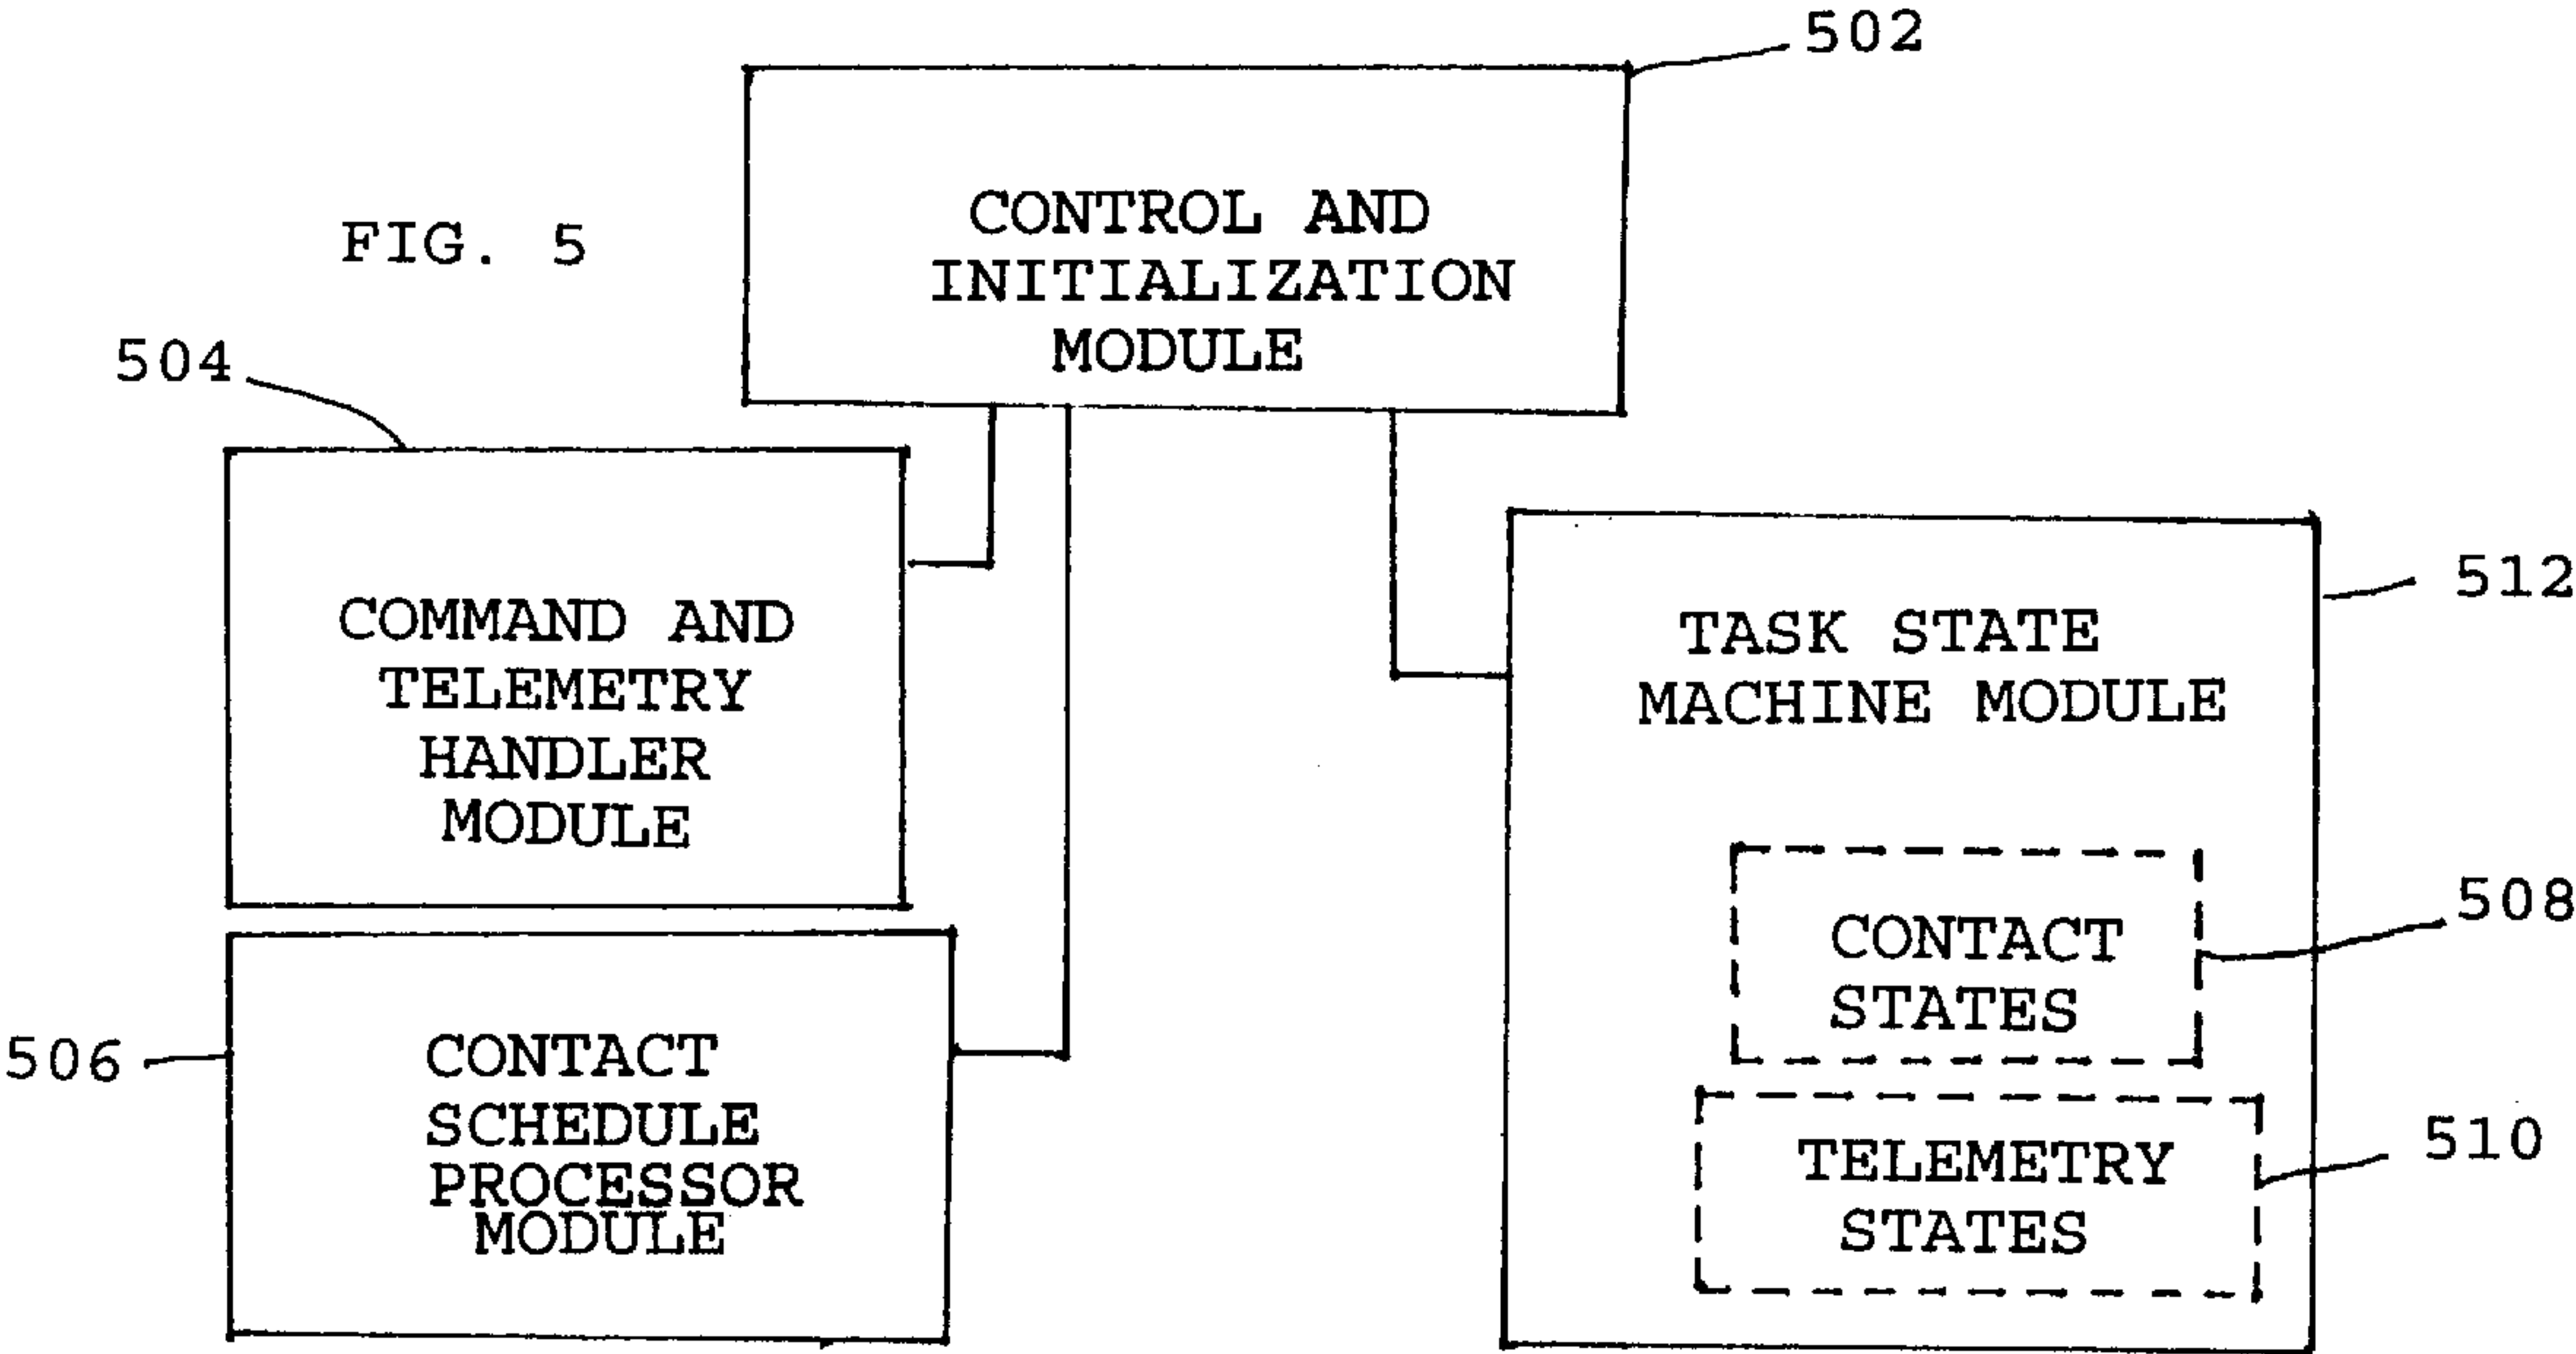 502
CONTROL AND
INITIALIZATION
MODULE
FIG. 5
504
COMMAND AND
TELEMETRY
HANDLER
MODULE
512
TASK STATE
MACHINE MODULE
508
CONTACT
STATES
506
CONTACT
SCHEDULE
PROCESSOR
MODULE
510
TELEMETRY
STATES